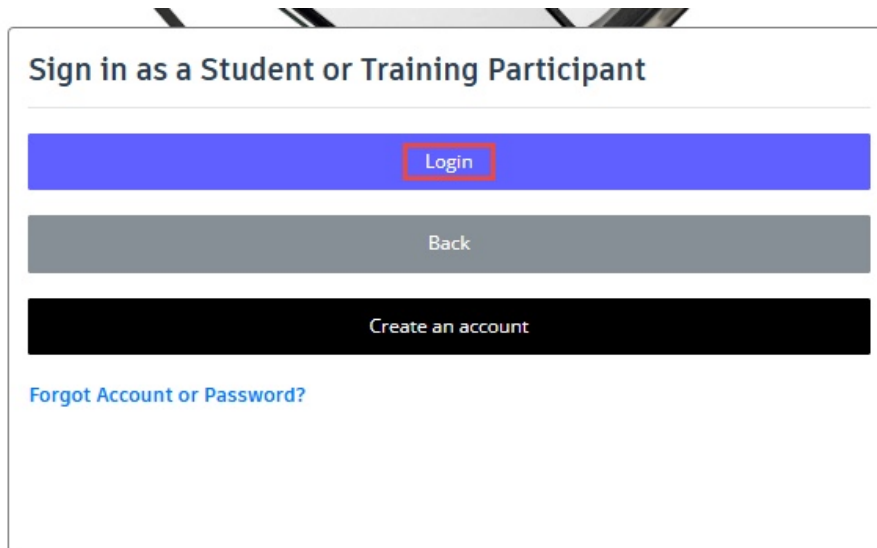 Sign in as a Student or Training Participant
Login
Back
Create an account
Forgot Account or Password?